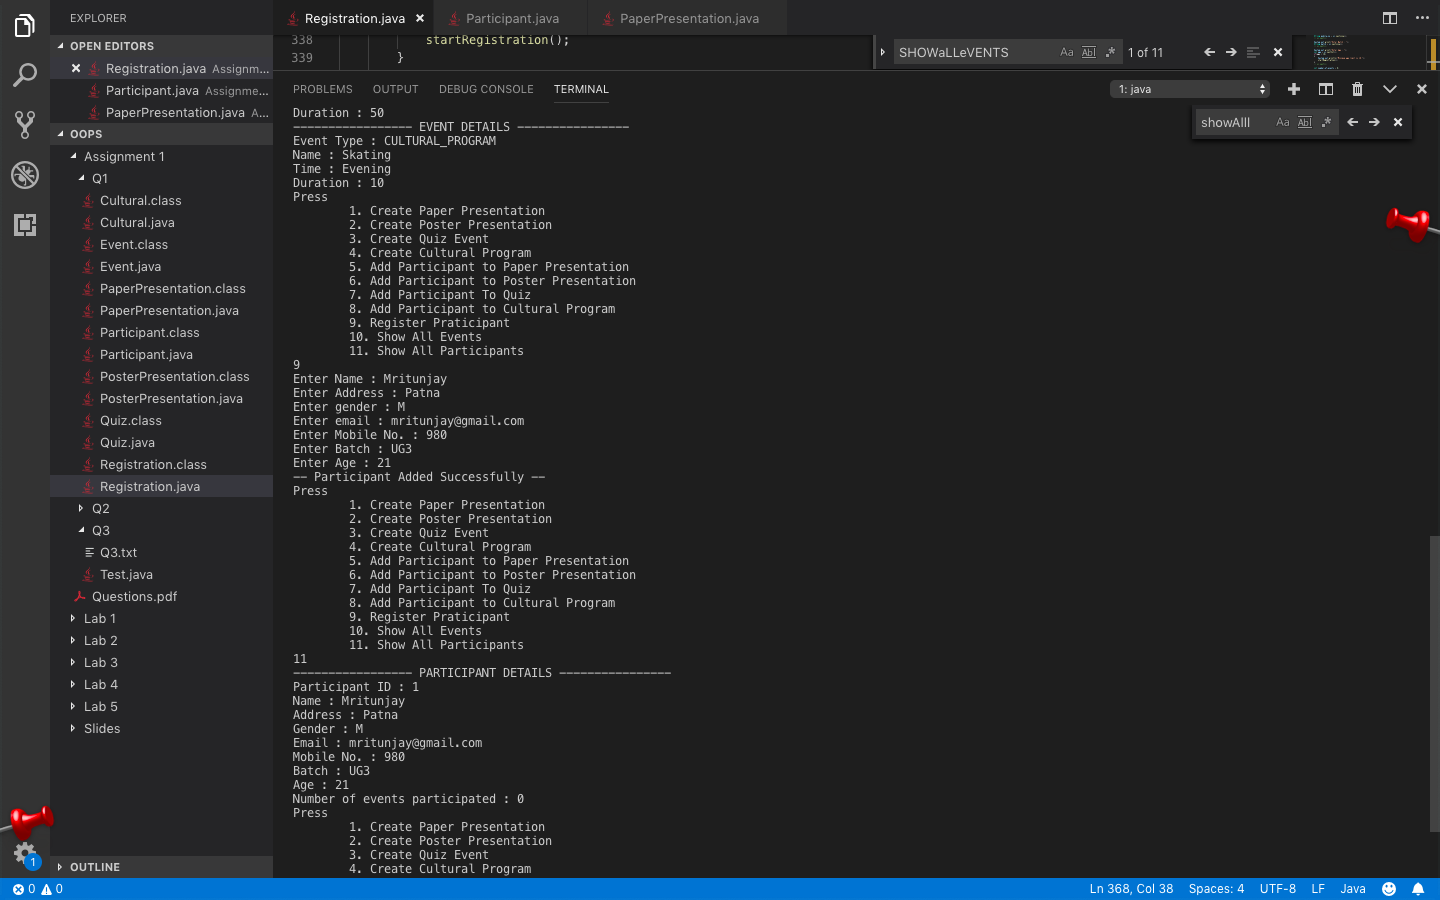 EXPLORER
OPEN EDITORS
Registration.java Assignm...
Participant.java Assignme...
PaperPresentation.java A...
OOPS
Assignment 1
Q1
Cultural.class
Cultural.java
Event.class
Event.java
PaperPresentation.class
PaperPresentation.java
Participant.class
Participant.java
PosterPresentation.class
PosterPresentation.java
Quiz.class
Quiz.java
Registration.class
Registration.java
Q2
Q3
Q3.txt
Test.java
Questions.pdf
Lab 1
Lab 2
Lab 3
Lab 4
Lab 5
Slides
OUTLINE
1
Registration.java Participant.java PaperPresentation.java
338 startRegistration();
339 }
SHOWaLLeVENTS Aa Abl .* 1 of 11
PROBLEMS OUTPUT DEBUG CONSOLE TERMINAL
1: java
showAlll Aa Abl .*
Duration : 50
----------------- EVENT DETAILS ----------------
Event Type : CULTURAL_PROGRAM
Name : Skating
Time : Evening
Duration : 10
Press
1. Create Paper Presentation
2. Create Poster Presentation
3. Create Quiz Event
4. Create Cultural Program
5. Add Participant to Paper Presentation
6. Add Participant to Poster Presentation
7. Add Participant To Quiz
8. Add Participant to Cultural Program
9. Register Praticipant
10. Show All Events
11. Show All Participants
9
Enter Name : Mritunjay
Enter Address : Patna
Enter gender : M
Enter email : mritunjay@gmail.com
Enter Mobile No. : 980
Enter Batch : UG3
Enter Age : 21
-- Participant Added Successfully --
Press
1. Create Paper Presentation
2. Create Poster Presentation
3. Create Quiz Event
4. Create Cultural Program
5. Add Participant to Paper Presentation
6. Add Participant to Poster Presentation
7. Add Participant To Quiz
8. Add Participant to Cultural Program
9. Register Praticipant
10. Show All Events
11. Show All Participants
11
----------------- PARTICIPANT DETAILS ----------------
Participant ID : 1
Name : Mritunjay
Address : Patna
Gender : M
Email : mritunjay@gmail.com
Mobile No. : 980
Batch : UG3
Age : 21
Number of events participated : 0
Press
1. Create Paper Presentation
2. Create Poster Presentation
3. Create Quiz Event
4. Create Cultural Program
0 0 Ln 368, Col 38 Spaces: 4 UTF-8 LF Java